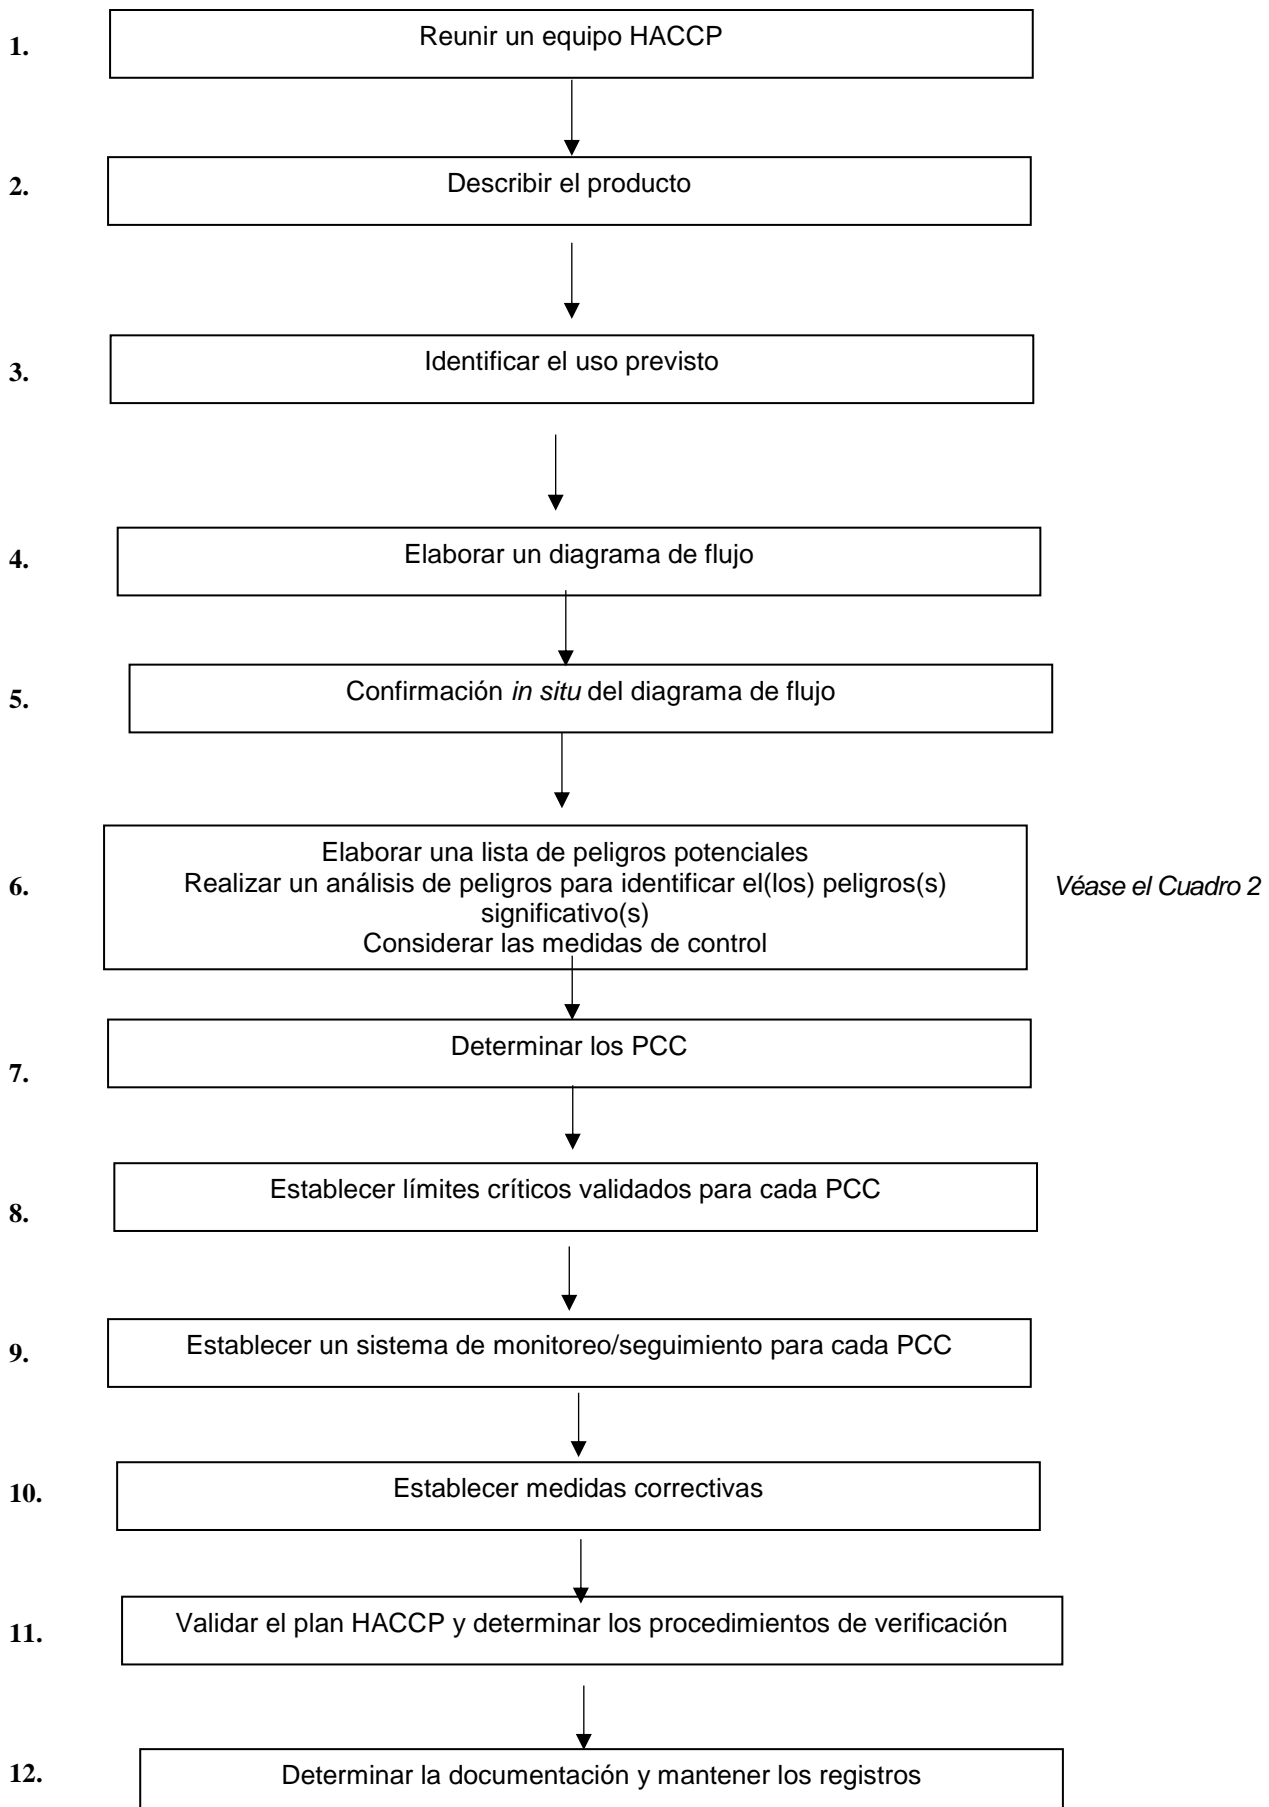 1. Reunir un equipo HACCP
2. Describir el producto
3. Identificar el uso previsto
4. Elaborar un diagrama de flujo
5. Confirmación in situ del diagrama de flujo
Elaborar una lista de peligros potenciales
6. Realizar un análisis de peligros para identificar el(los) peligros(s) Véase el Cuadro 2
significativo(s)
Considerar las medidas de control
7. Determinar los PCC
8. Establecer límites críticos validados para cada PCC
9. Establecer un sistema de monitoreo/seguimiento para cada PCC
10. Establecer medidas correctivas
11. Validar el plan HACCP y determinar los procedimientos de verificación
12. Determinar la documentación y mantener los registros